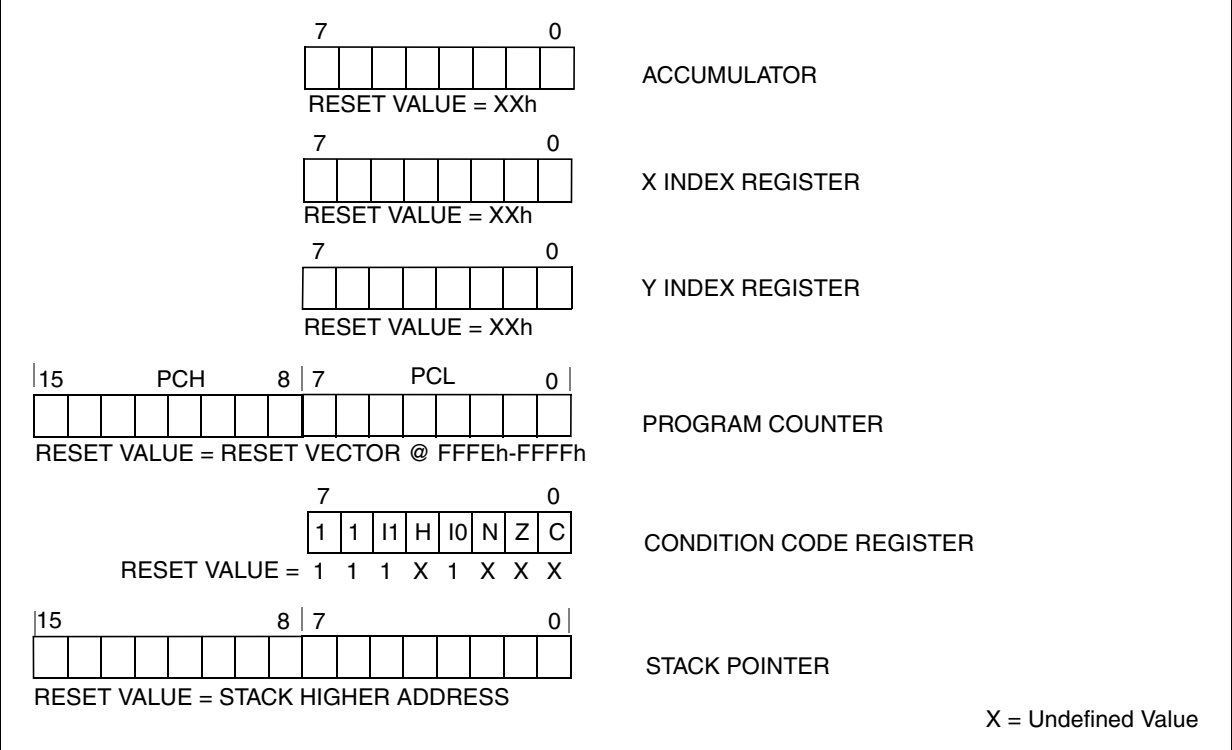 7 0
ACCUMULATOR
RESET VALUE = XXh
7 0
X INDEX REGISTER
RESET VALUE = XXh
7 0
Y INDEX REGISTER
RESET VALUE = XXh
15 PCH 8 7 PCL 0
PROGRAM COUNTER
RESET VALUE = RESET VECTOR @ FFFEh-FFFFh
7 0
1 1 I1 H I0 N Z C
CONDITION CODE REGISTER
RESET VALUE = 1 1 1 X 1 X X X
15 8 7 0
STACK POINTER
RESET VALUE = STACK HIGHER ADDRESS
X = Undefined Value